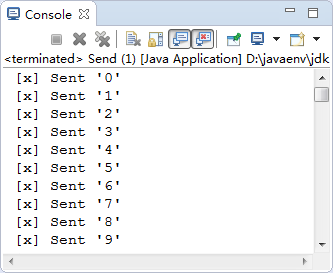 Console
<terminated> Send (1) [Java Application] D:\javaenv\jdk
[x] Sent '0'
[x] Sent '1'
[x] Sent '2'
[x] Sent '3'
[x] Sent '4'
[x] Sent '5'
[x] Sent '6'
[x] Sent '7'
[x] Sent '8'
[x] Sent '9'